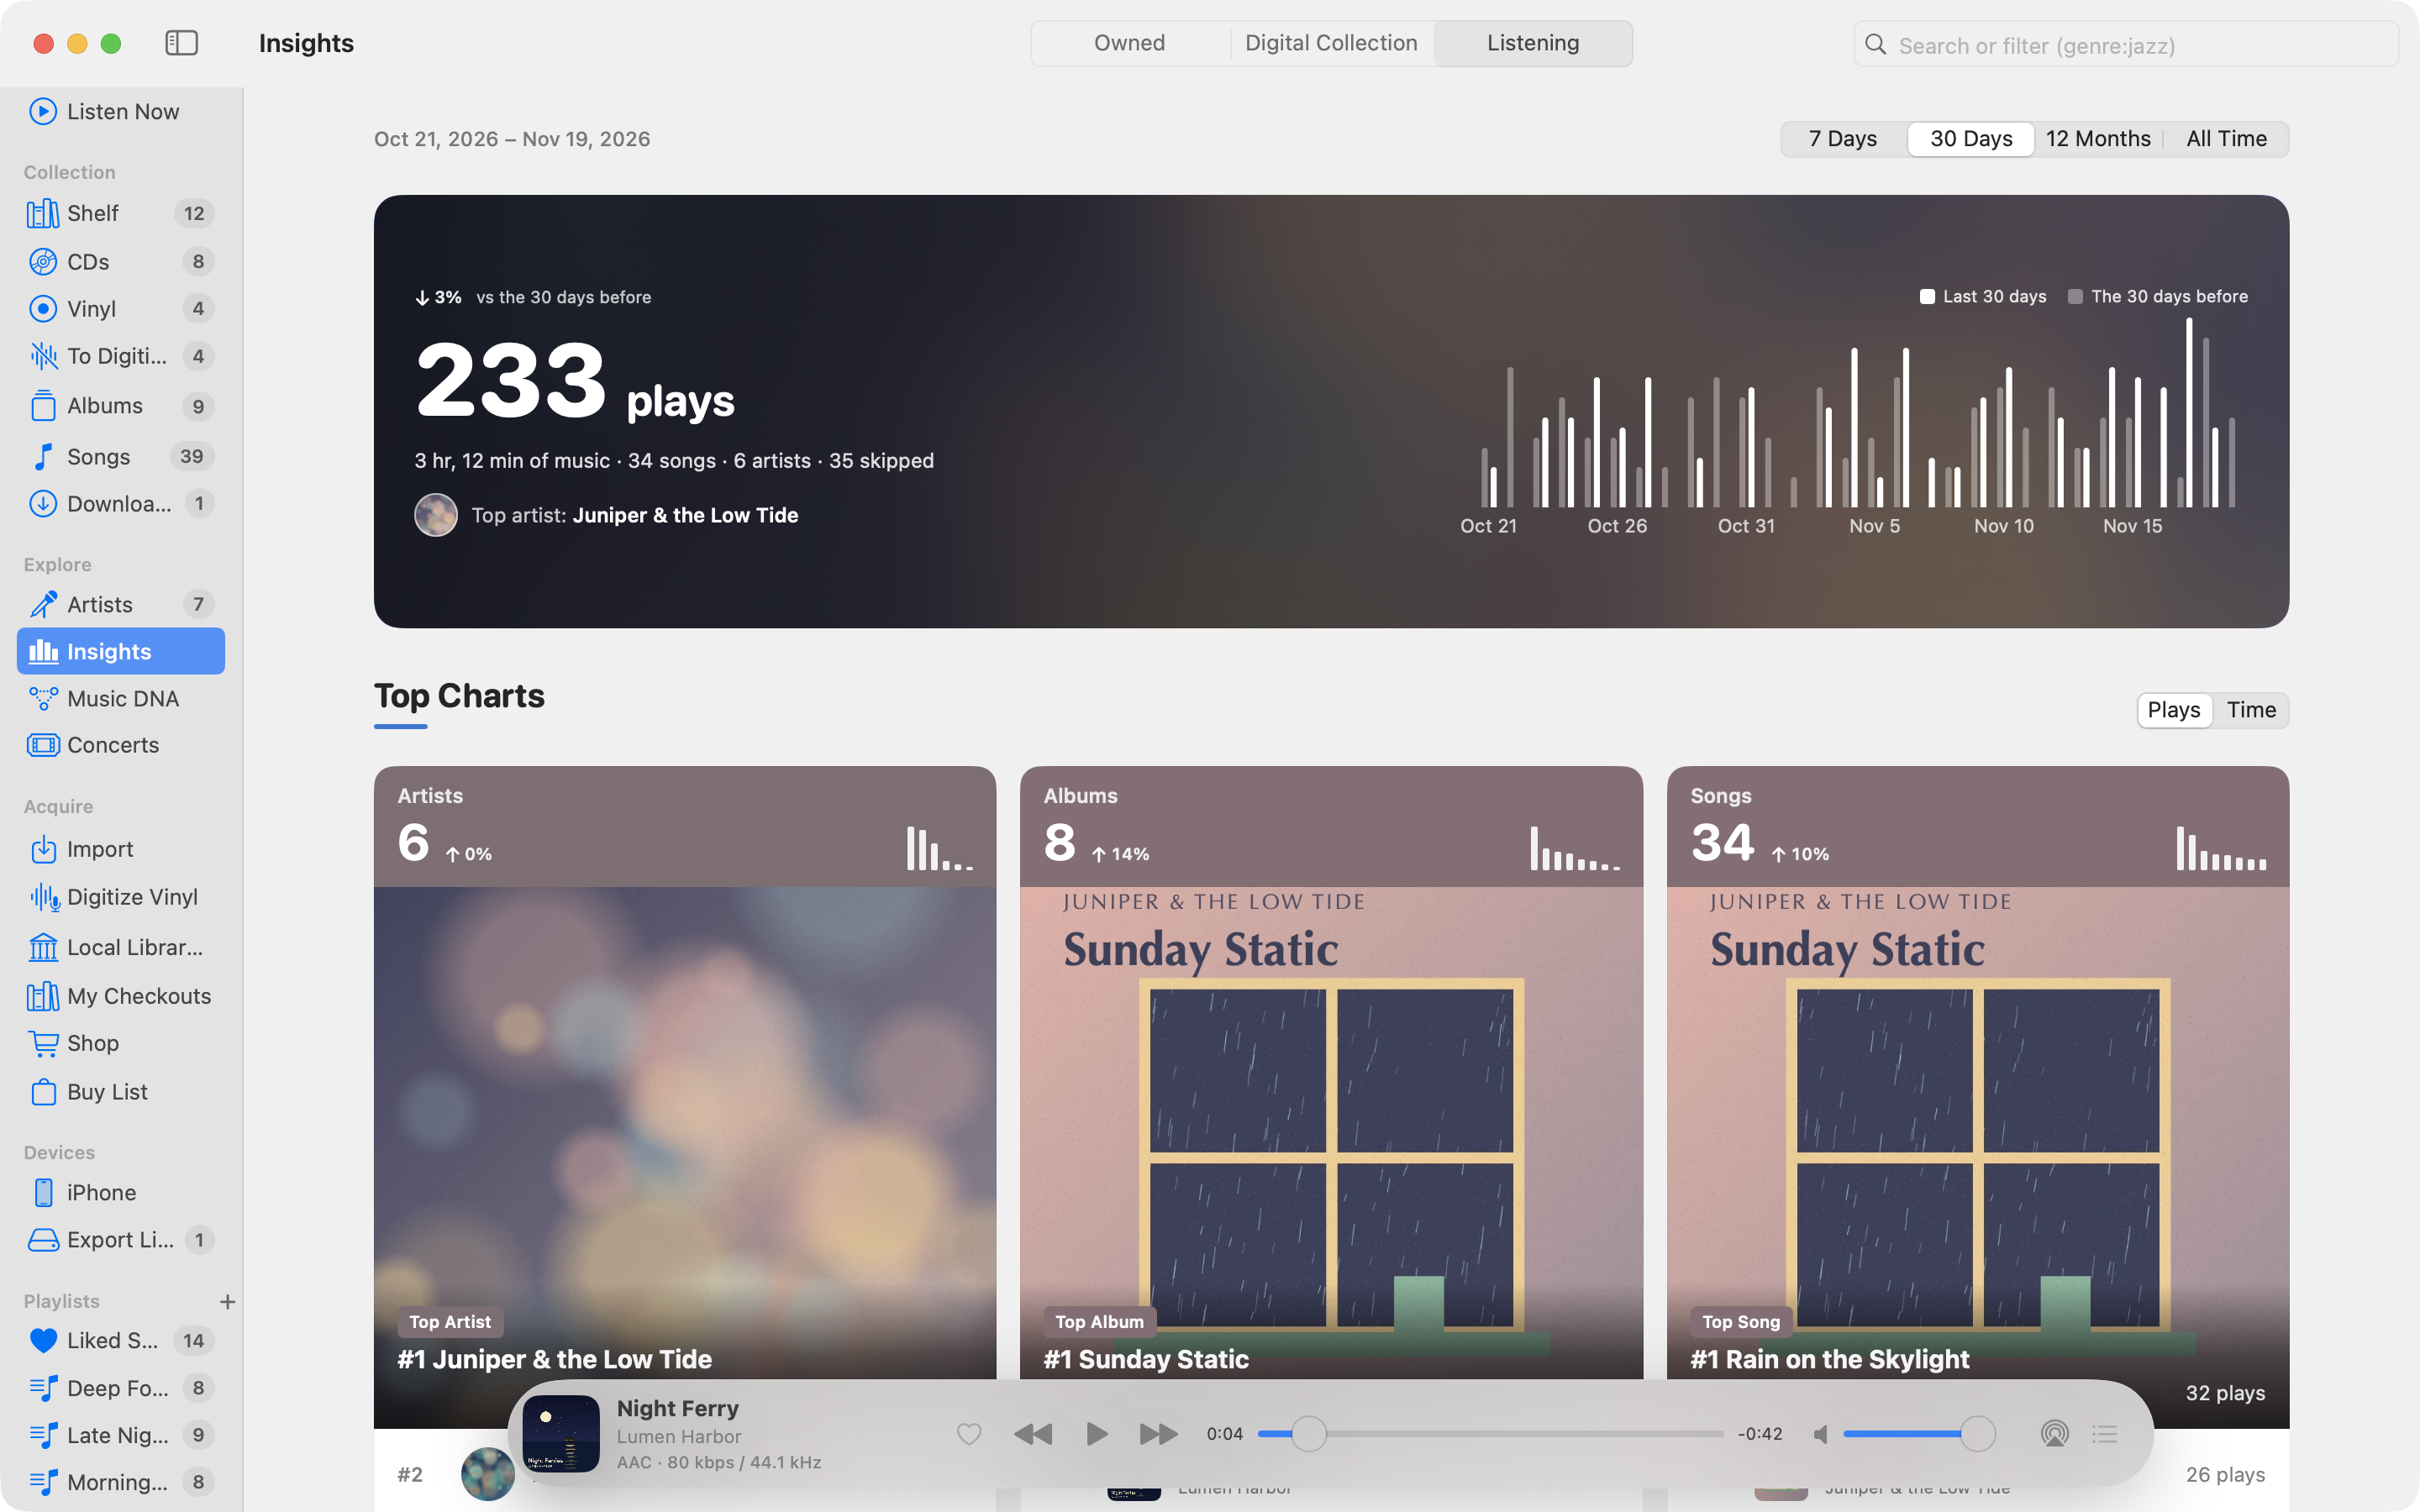 Insights
Owned
Digital Collection
Listening
Search or filter (genre:jazz)
Listen Now
Collection
Shelf 12
CDs 8
Vinyl 4
To Digiti... 4
Albums 9
Songs 39
Downloa... 1
Explore
Artists 7
Insights
Music DNA
Concerts
Acquire
Import
Digitize Vinyl
Local Librar...
My Checkouts
Shop
Buy List
Devices
iPhone
Export Li... 1
Playlists +
Liked S... 14
Deep Fo... 8
Late Nig... 9
Morning... 8
Oct 21, 2026 – Nov 19, 2026
7 Days
30 Days
12 Months
All Time
↓ 3% vs the 30 days before
233 plays
3 hr, 12 min of music · 34 songs · 6 artists · 35 skipped
Top artist: Juniper & the Low Tide
Last 30 days
The 30 days before
Oct 21
Oct 26
Oct 31
Nov 5
Nov 10
Nov 15
Top Charts
Plays
Time
Artists
6 ↑ 0%
Top Artist
#1 Juniper & the Low Tide
#2
Albums
8 ↑ 14%
JUNIPER & THE LOW TIDE
Sunday Static
Top Album
#1 Sunday Static
Lumen Harbor
Songs
34 ↑ 10%
JUNIPER & THE LOW TIDE
Sunday Static
Top Song
#1 Rain on the Skylight
32 plays
Juniper & the Low Tide
26 plays
Night Ferry
Lumen Harbor
AAC · 80 kbps / 44.1 kHz
0:04
-0:42